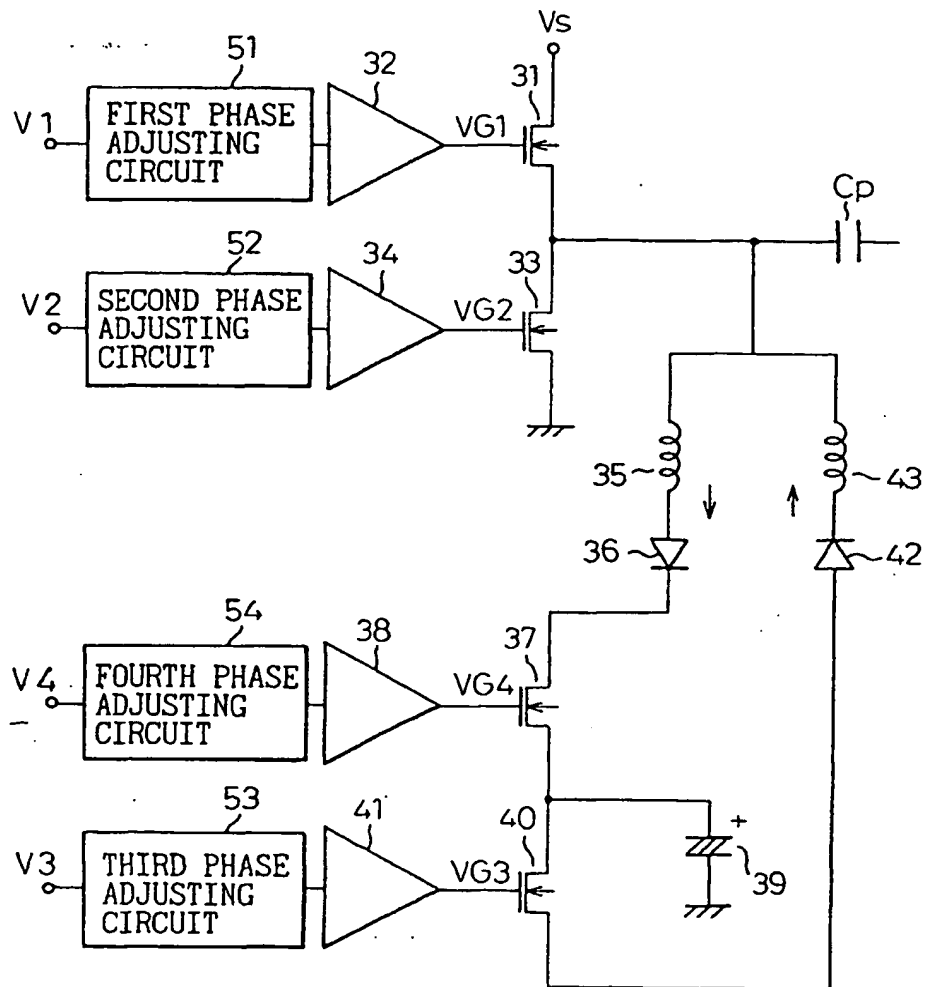 Vs
51
32
31
V1
FIRST PHASE
ADJUSTING
CIRCUIT
VG1
Cp
52
34
33
V2
SECOND PHASE
ADJUSTING
CIRCUIT
VG2
35
43
36
42
54
38
37
V4
FOURTH PHASE
ADJUSTING
CIRCUIT
VG4
53
41
40
+
V3
THIRD PHASE
ADJUSTING
CIRCUIT
VG3
39